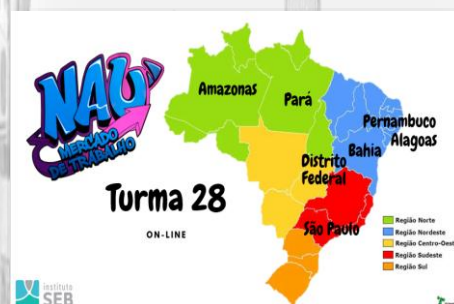 NAU
MERCADO
DE TRABALHO
Turma 28
ON-LINE
Amazonas
Pará
Pernambuco
Alagoas
Bahia
Distrito
Federal
São Paulo
Região Norte
Região Nordeste
Região Centro-Oest
Região Sudeste
Região Sul
instituto
SEB